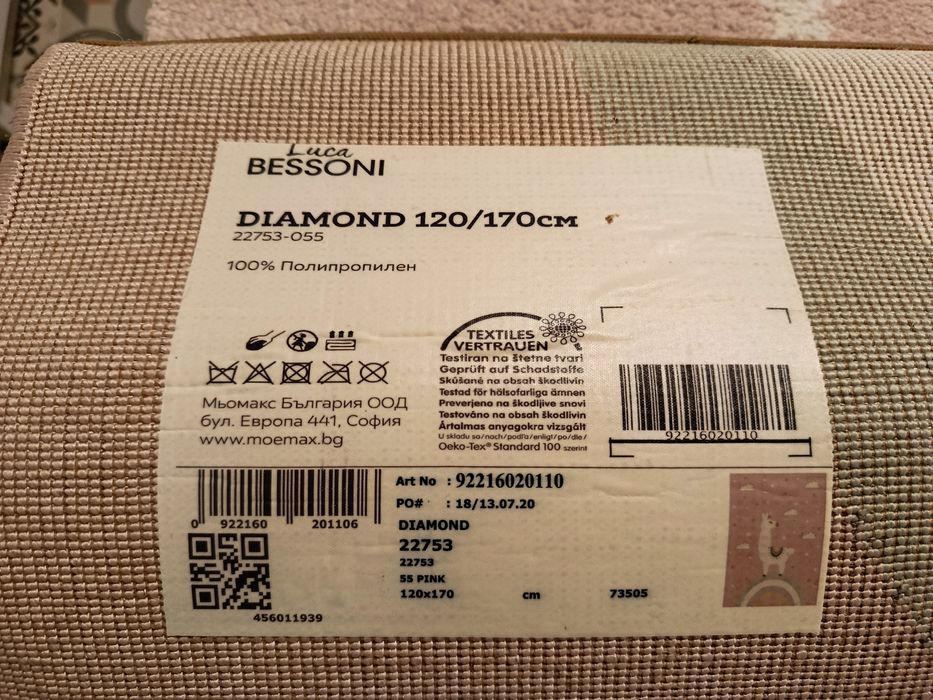 Luca
BESSONI
DIAMOND 120/170см
22753-055
100% Полипропилен
TEXTILES
VERTRAUEN
Testiran na štetne tvari
Geprüft auf Schadstoffe
Skúšané na obsah škodlivín
Testad för hälsofarliga ämnen
Preverjeno na škodljive snovi
Testováno na obsah škodlivin
Ártalmas anyagokra vizsgált
U skladu sa/nach/podľa/enligt/po/dle/
Oeko-Tex® Standard 100 szerint
92216020110
Мьомакс България ООД
бул. Европа 441, София
www.moemax.bg
0 922160 201106
456011939
Art No : 92216020110
PO# : 18/13.07.20
DIAMOND
22753
22753
55 PINK
120x170 cm 73505